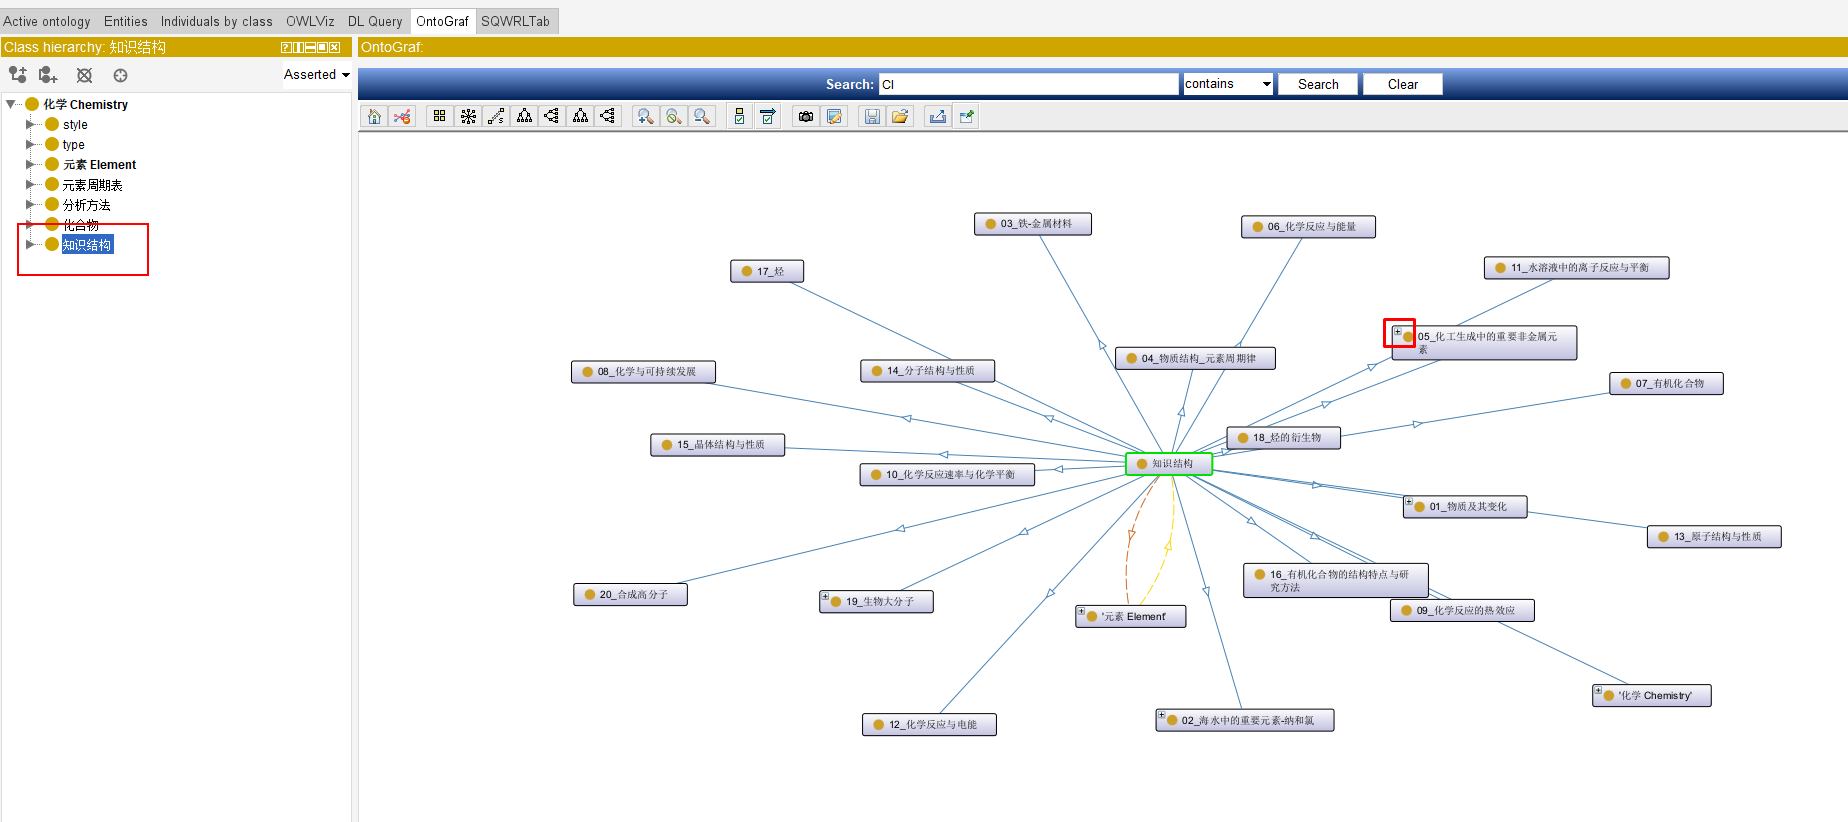 Active ontology Entities Individuals by class OWLViz DL Query OntoGraf SQWRLTab
Class hierarchy: 知识结构
OntoGraf:
Asserted
Search: Cl contains Search Clear
化学 Chemistry
style
type
元素 Element
元素周期表
分析方法
化合物
知识结构
03_铁-金属材料
06_化学反应与能量
17_烃
11_水溶液中的离子反应与平衡
05_化工生成中的重要非金属元
素
04_物质结构_元素周期律
08_化学与可持续发展
14_分子结构与性质
07_有机化合物
15_晶体结构与性质
18_烃的衍生物
知识结构
10_化学反应速率与化学平衡
01_物质及其变化
13_原子结构与性质
16_有机化合物的结构特点与研
究方法
20_合成高分子
19_生物大分子
'元素 Element'
09_化学反应的热效应
'化学 Chemistry'
12_化学反应与电能
02_海水中的重要元素-纳和氯